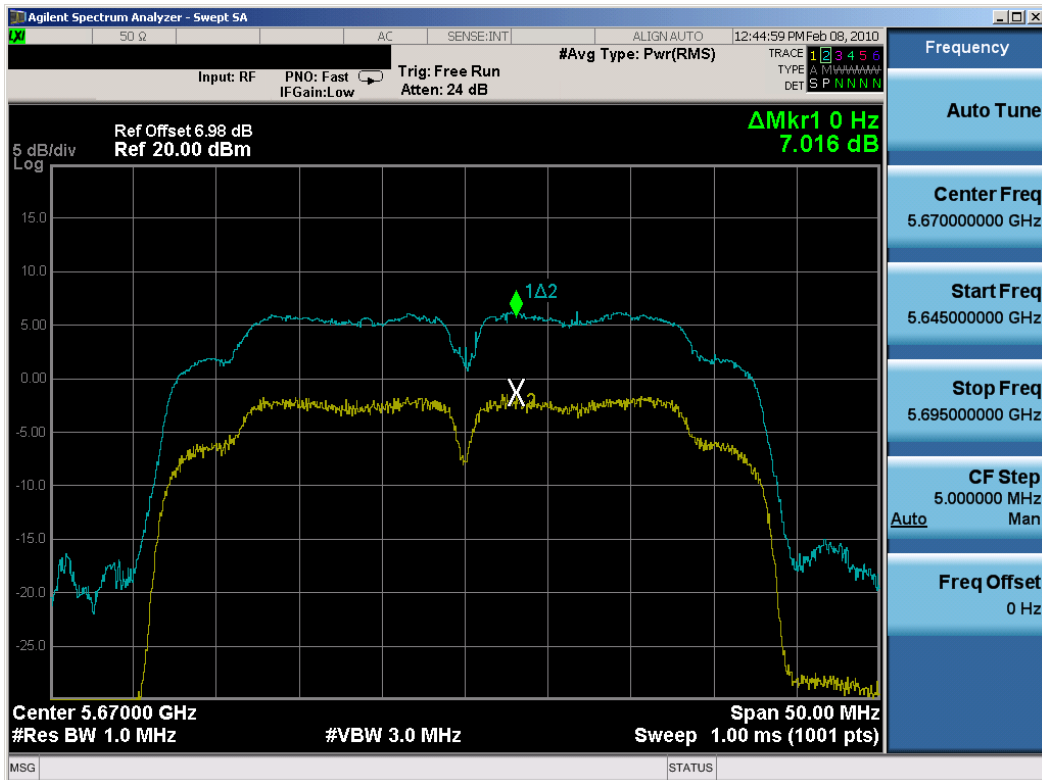 Agilent Spectrum Analyzer - Swept SA
LXI 50 Ω AC SENSE:INT ALIGN AUTO 12:44:59 PM Feb 08, 2010
#Avg Type: Pwr(RMS)
TRACE 1 2 3 4 5 6
TYPE A M W W W W
DET S P N N N N
Input: RF PNO: Fast Trig: Free Run
IFGain:Low Atten: 24 dB
ΔMkr1 0 Hz
7.016 dB
Ref Offset 6.98 dB
5 dB/div Ref 20.00 dBm
Log
15.0
10.0
1Δ2
5.00
0.00
2
-5.00
-10.0
-15.0
-20.0
-25.0
Center 5.67000 GHz Span 50.00 MHz
#Res BW 1.0 MHz #VBW 3.0 MHz Sweep 1.00 ms (1001 pts)
MSG STATUS
Frequency
Auto Tune
Center Freq
5.670000000 GHz
Start Freq
5.645000000 GHz
Stop Freq
5.695000000 GHz
CF Step
5.000000 MHz
Auto Man
Freq Offset
0 Hz